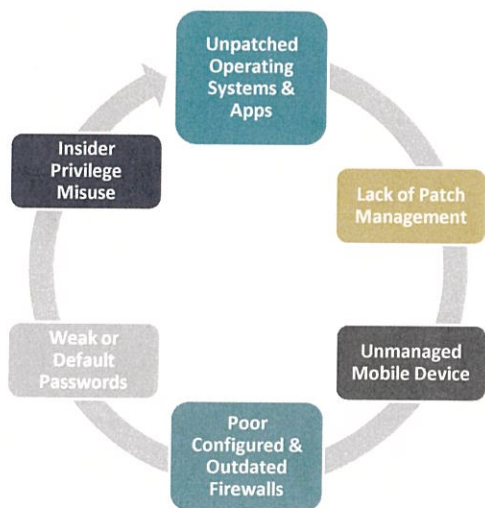 Unpatched
Operating
Systems &
Apps
Lack of Patch
Management
Unmanaged
Mobile Device
Poor
Configured &
Outdated
Firewalls
Weak or
Default
Passwords
Insider
Privilege
Misuse